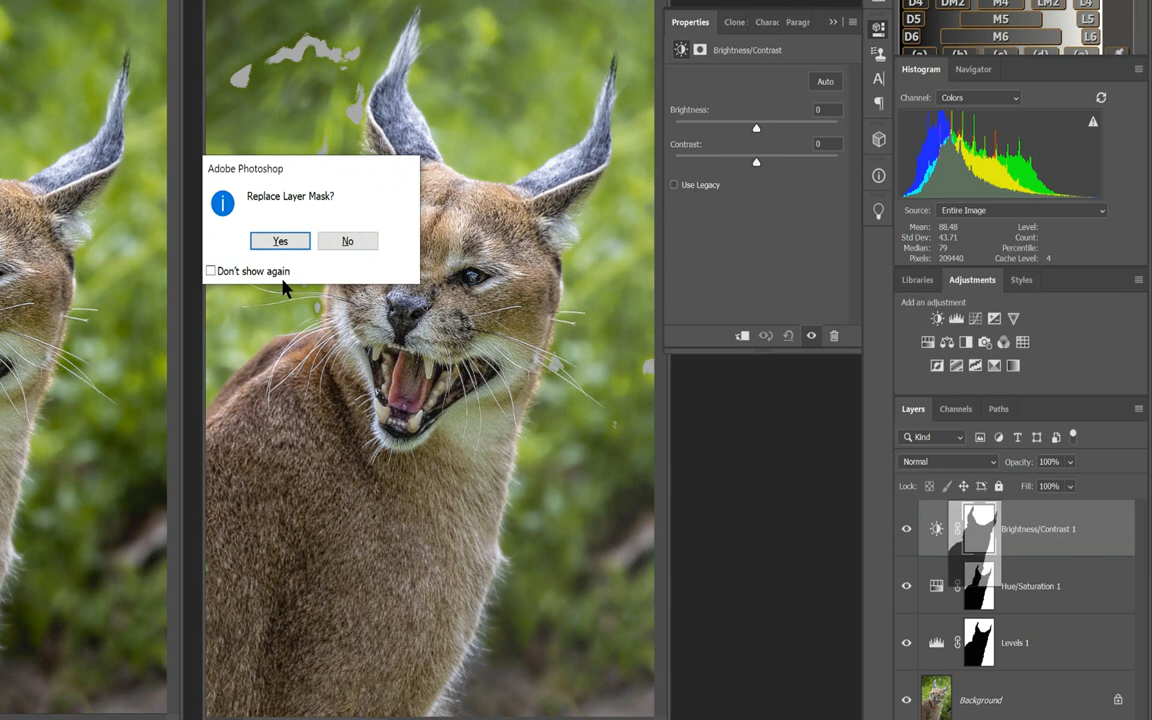 D4 DM2 M4 LM2 L4
D5 M5 L5
D6 M6 L6
Properties Clone Charac Paragr
Brightness/Contrast
Auto
Brightness: 0
Contrast: 0
Use Legacy
Adobe Photoshop
Replace Layer Mask?
Yes No
Don't show again
Histogram Navigator
Channel: Colors
Source: Entire Image
Mean: 88.48 Level:
Std Dev: 43.71 Count:
Median: 79 Percentile:
Pixels: 209440 Cache Level: 4
Libraries Adjustments Styles
Add an adjustment
Layers Channels Paths
Kind
Normal Opacity: 100%
Lock: Fill: 100%
Brightness/Contrast 1
Hue/Saturation 1
Levels 1
Background